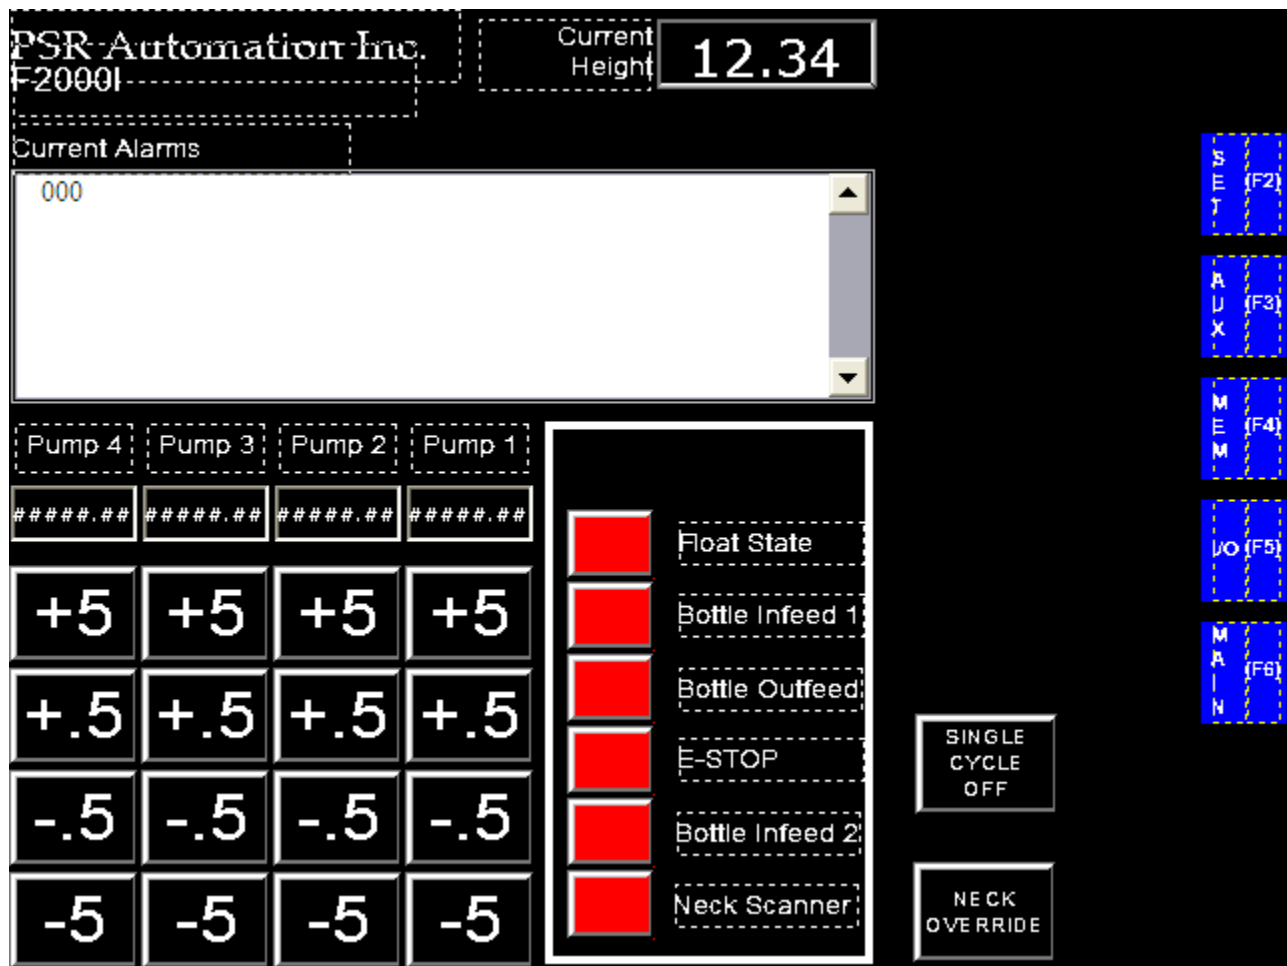 PSR Automation Inc.
F2000I
Current
Height
12.34
Current Alarms
000
SET (F2)
AUX (F3)
MEM (F4)
I/O (F5)
MAIN (F6)
Pump 4 Pump 3 Pump 2 Pump 1
#####.## #####.## #####.## #####.##
+5 +5 +5 +5
+.5 +.5 +.5 +.5
-.5 -.5 -.5 -.5
-5 -5 -5 -5
Float State
Bottle Infeed 1
Bottle Outfeed
E-STOP
Bottle Infeed 2
Neck Scanner
SINGLE
CYCLE
OFF
NECK
OVERRIDE